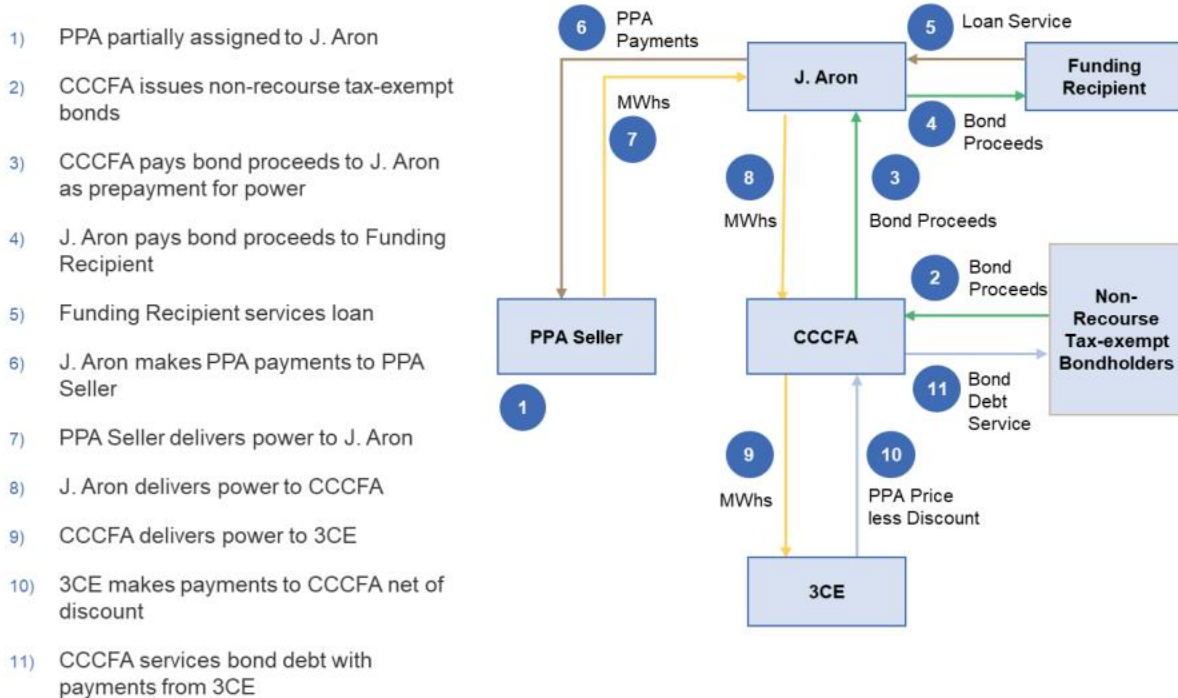 1) PPA partially assigned to J. Aron
2) CCCFA issues non-recourse tax-exempt
bonds
3) CCCFA pays bond proceeds to J. Aron
as prepayment for power
4) J. Aron pays bond proceeds to Funding
Recipient
5) Funding Recipient services loan
6) J. Aron makes PPA payments to PPA
Seller
7) PPA Seller delivers power to J. Aron
8) J. Aron delivers power to CCCFA
9) CCCFA delivers power to 3CE
10) 3CE makes payments to CCCFA net of
discount
11) CCCFA services bond debt with
payments from 3CE
6
PPA
Payments
5
Loan Service
J. Aron
Funding
Recipient
MWhs
7
4
Bond
Proceeds
8
MWhs
3
Bond Proceeds
2
Bond
Proceeds
PPA Seller
CCCFA
Non-
Recourse
Tax-exempt
Bondholders
1
11
Bond
Debt
Service
9
MWhs
10
PPA Price
less Discount
3CE